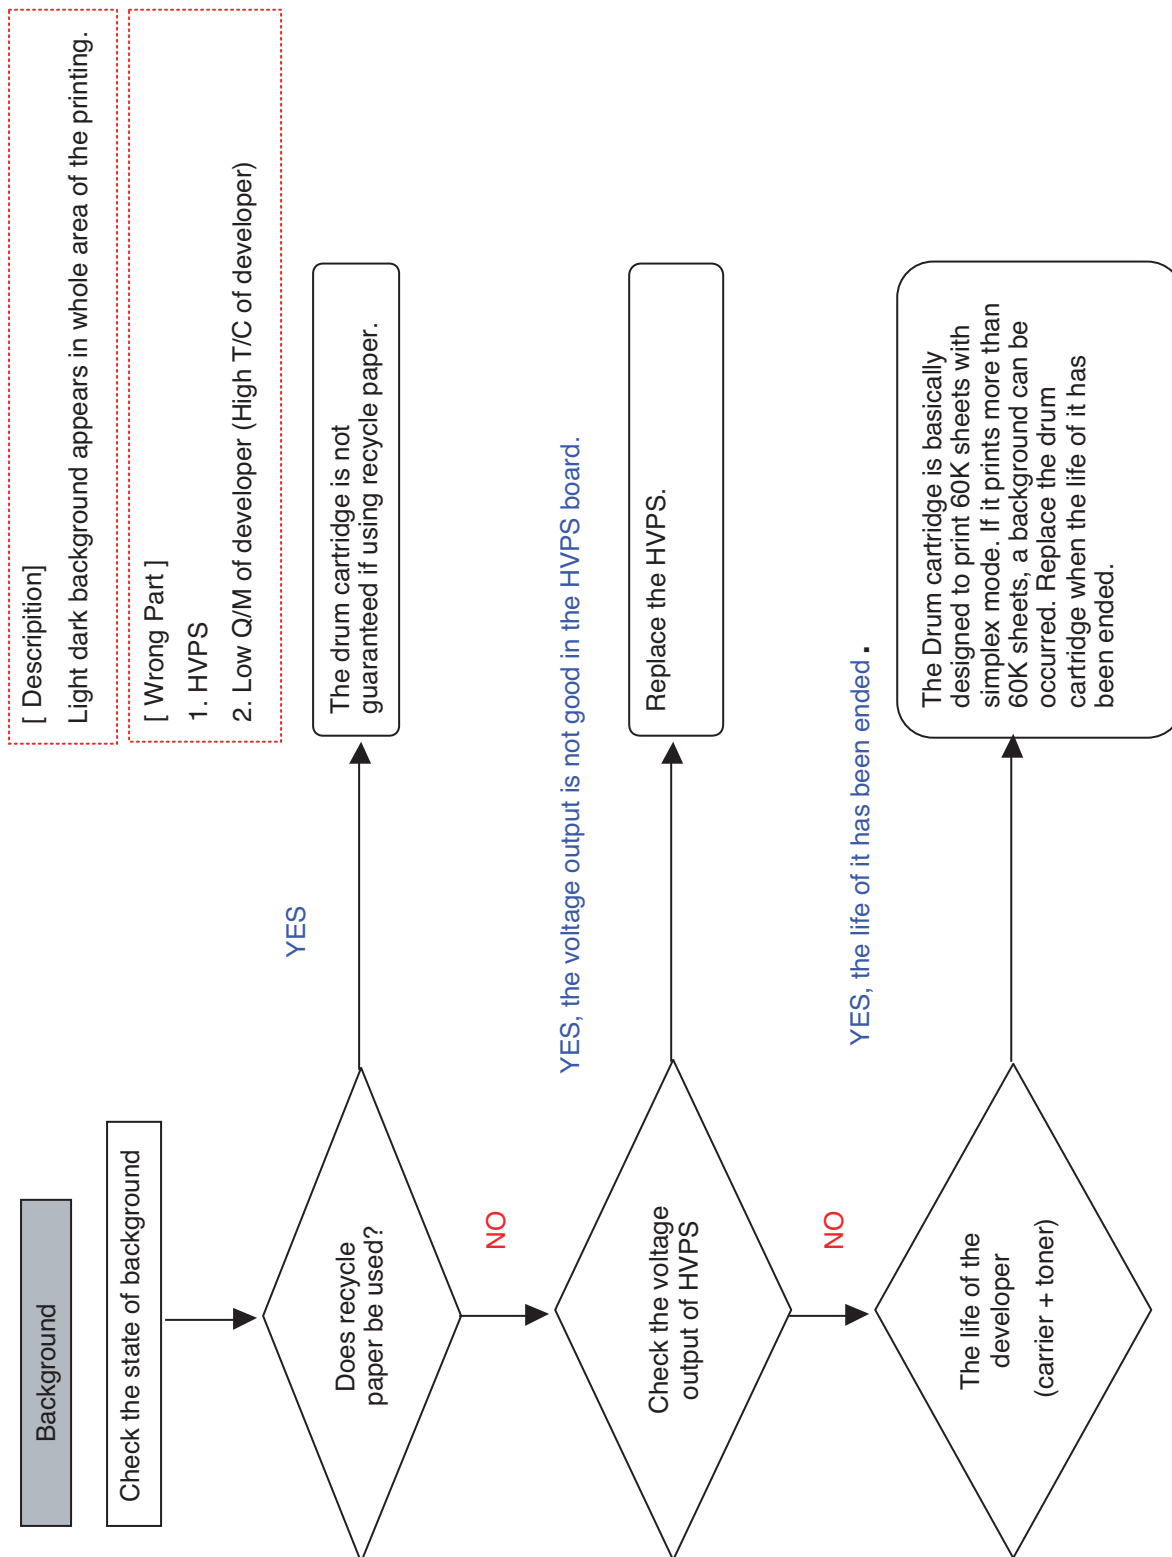 Background
[ Descripition]
Light dark background appears in whole area of the printing.
Check the state of background
[ Wrong Part ]
1. HVPS
2. Low Q/M of developer (High T/C of developer)
Does recycle
paper be used?
YES
The drum cartridge is not
guaranteed if using recycle paper.
NO
Check the voltage
output of HVPS
YES, the voltage output is not good in the HVPS board.
Replace the HVPS.
NO
The life of the
developer
(carrier + toner)
YES, the life of it has been ended .
The Drum cartridge is basically
designed to print 60K sheets with
simplex mode. If it prints more than
60K sheets, a background can be
occurred. Replace the drum
cartridge when the life of it has
been ended.